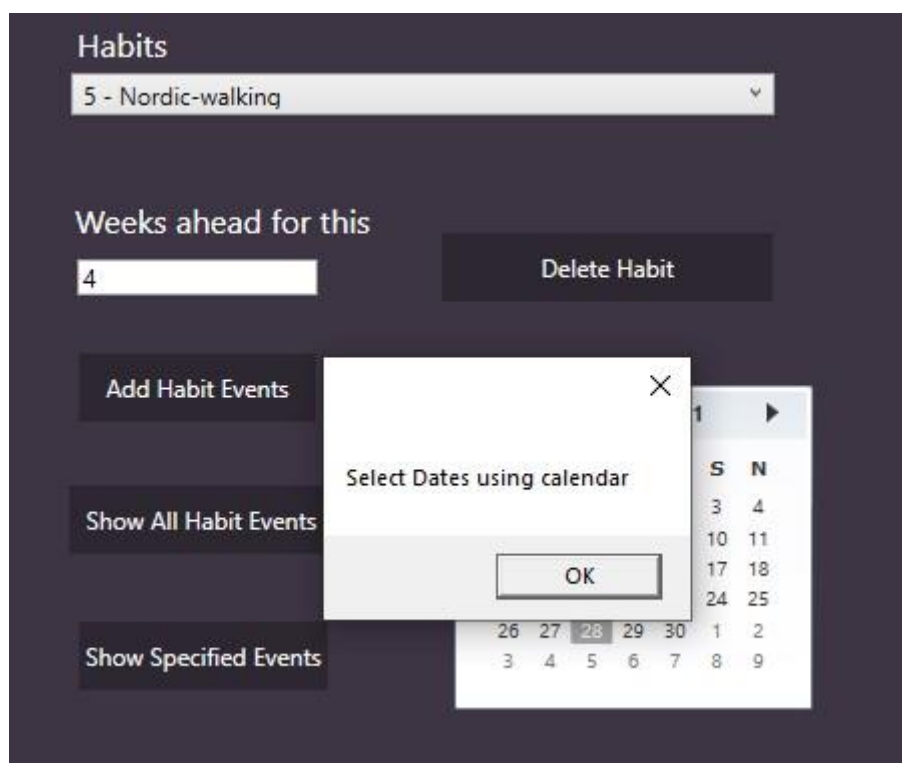 Habits
5 - Nordic-walking
Weeks ahead for this
4
Delete Habit
Add Habit Events
1
Select Dates using calendar
S N
3 4
Show All Habit Events
10 11
OK
17 18
24 25
26 27 28 29 30 1 2
Show Specified Events
3 4 5 6 7 8 9